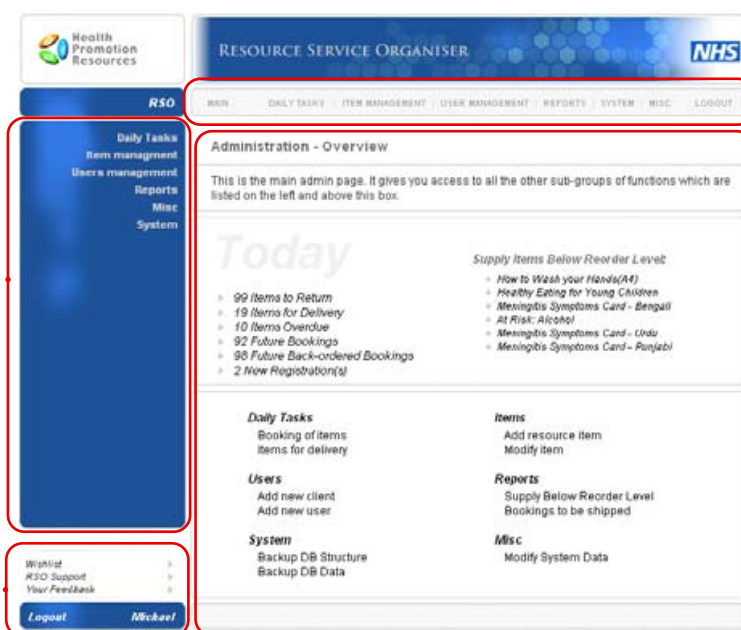 Health
Promotion
Resources
RESOURCE SERVICE ORGANISER
NHS
RSO
MAIN DAILY TASKS ITEM MANAGEMENT USER MANAGEMENT REPORTS SYSTEM MISC LOGOUT
Daily Tasks
Item managment
Users management
Reports
Misc
System
Administration - Overview
This is the main admin page. It gives you access to all the other sub-groups of functions which are
listed on the left and above this box.
Today
99 Items to Return
19 Items for Delivery
10 Items Overdue
92 Future Bookings
98 Future Back-ordered Bookings
2 New Registration(s)
Supply Items Below Reorder Level:
How to Wash your Hands(A4)
Healthy Eating for Young Children
Meningitis Symptoms Card - Bengali
At Risk: Alcohol
Meningitis Symptoms Card - Urdu
Meningitis Symptoms Card - Punjabi
Daily Tasks
Booking of items
Items for delivery
Items
Add resource item
Modify item
Users
Add new client
Add new user
Reports
Supply Below Reorder Level
Bookings to be shipped
System
Backup DB Structure
Backup DB Data
Misc
Modify System Data
Wishlist
RSO Support
Your Feedback
Logout Michael